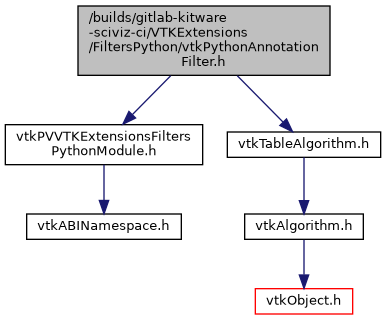 /builds/gitlab-kitware
-sciviz-ci/VTKExtensions
/FiltersPython/vtkPythonAnnotation
Filter.h
vtkPVVTKExtensionsFilters
PythonModule.h
vtkTableAlgorithm.h
vtkABINamespace.h
vtkAlgorithm.h
vtkObject.h